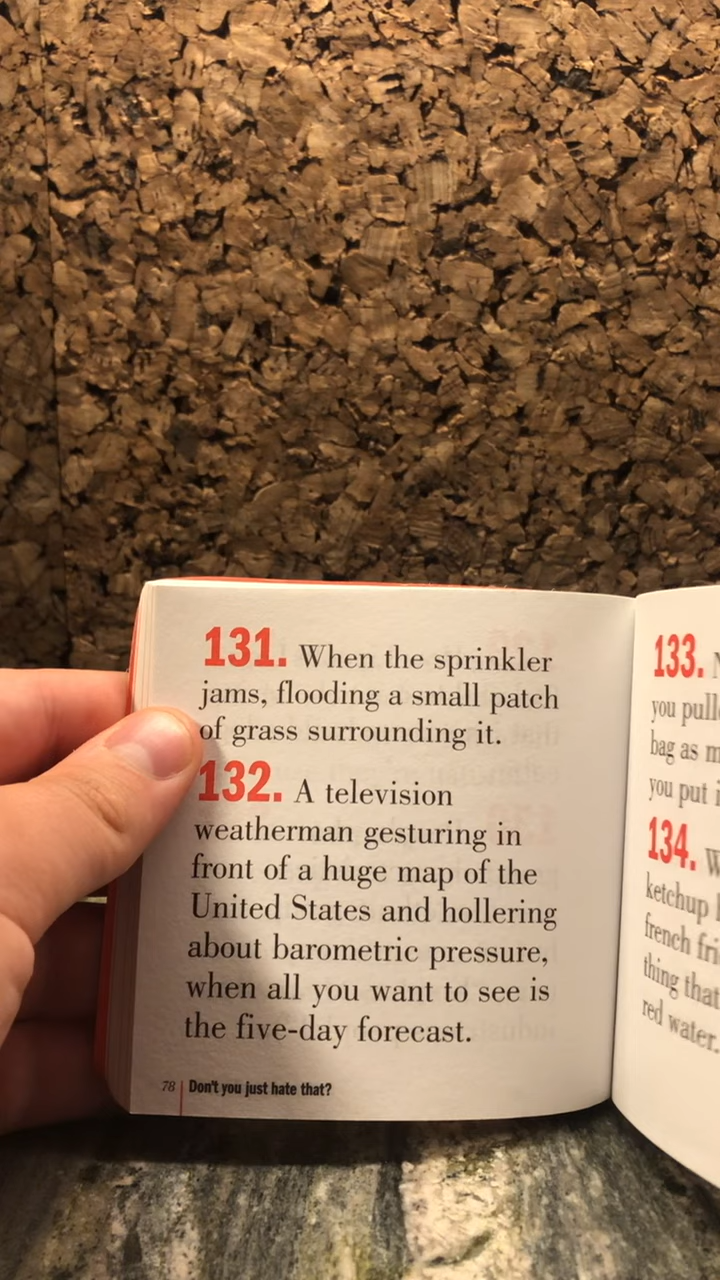 131. When the sprinkler
jams, flooding a small patch
of grass surrounding it.
132. A television
weatherman gesturing in
front of a huge map of the
United States and hollering
about barometric pressure,
when all you want to see is
the five-day forecast.
78 Don't you just hate that?
133.
you
bag as
you put
134.
ketchup
french
thing that
red water.